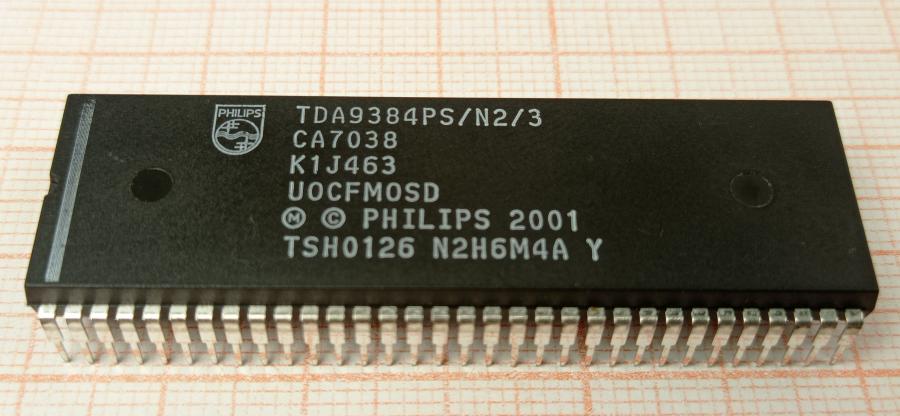 PHILIPS
TDA9384PS/N2/3
CA7038
K1J463
UOCFMOSD
Ⓜ © PHILIPS 2001
TSH0126 N2H6M4A Y